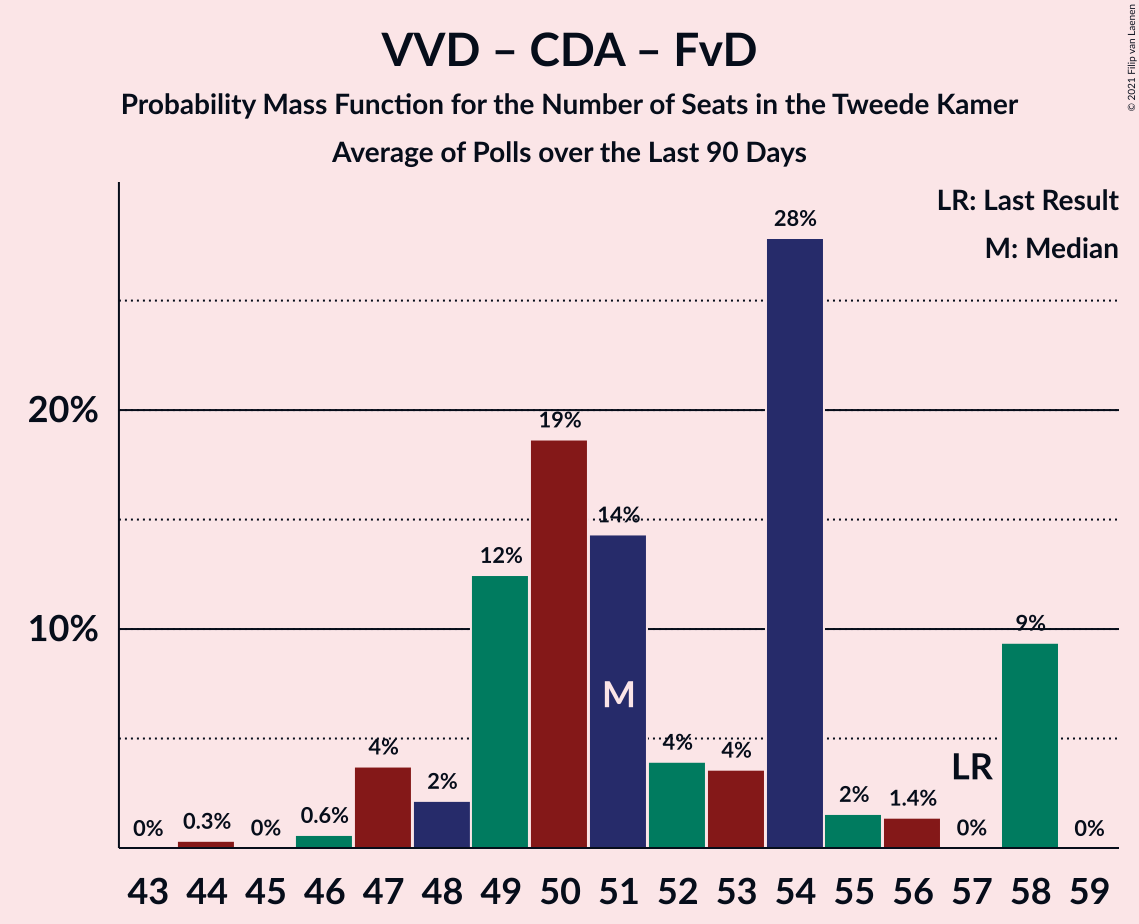 VVD – CDA – FvD
Probability Mass Function for the Number of Seats in the Tweede Kamer
Average of Polls over the Last 90 Days
© 2021 Filip van Laenen
LR: Last Result
M: Median
28%
20%
19%
14%
12%
10%
9%
M
4%
4%
4%
LR
2%
2%
1.4%
0.6%
0.3%
0%
0%
0%
0%
43 44 45 46 47 48 49 50 51 52 53 54 55 56 57 58 59